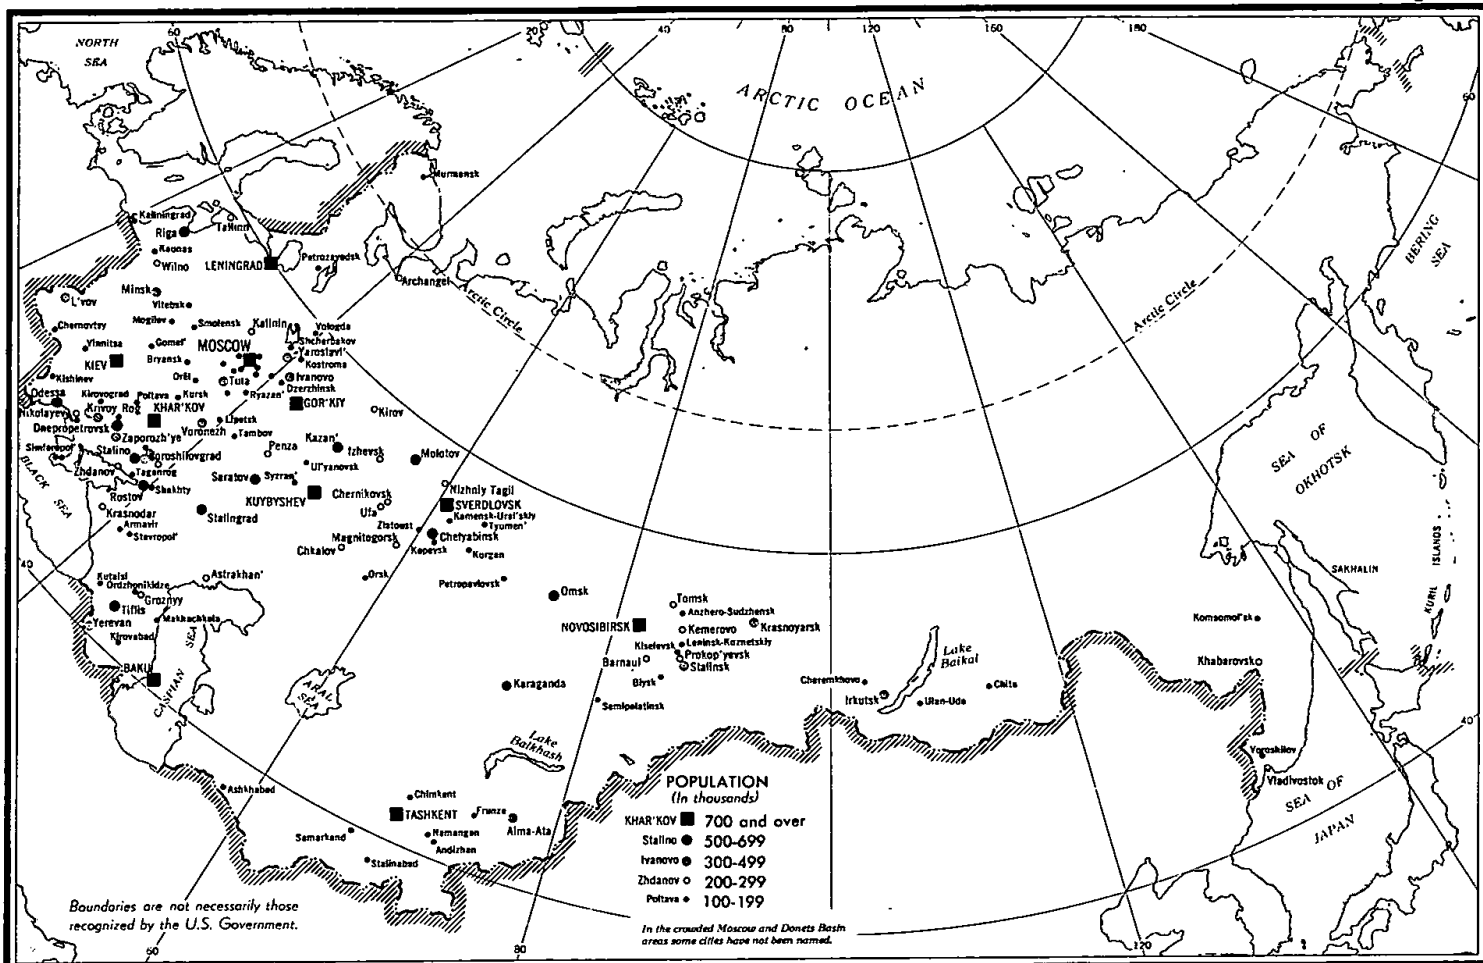 60
20
40
80
120
160
180
NORTH
SEA
ARCTIC OCEAN
60
Murmansk
Kaliningrad
Tallinn
Riga
Kaunas
Wilno
LENINGRAD
Petrozavodsk
Archangel
Arctic Circle
Arctic Circle
BERING
SEA
Minsk
L'vov
Vitebsk
Mogilev
Smolensk
Kalinin
Vologda
Shcherbakov
Chernovtsy
Vinnitsa
Gomel'
MOSCOW
Yaroslavl'
Kostroma
KIEV
Bryansk
Kishinev
Orël
Tula
Ivanovo
Dzerzhinsk
Ryazan'
Odessa
Kirovograd
Poltava
Kursk
GOR'KIY
Kirov
Nikolayev
Krivoy Rog
KHAR'KOV
Lipetsk
Dnepropetrovsk
Voronezh
Tambov
Zaporozh'ye
Penza
Kazan'
Izhevsk
Molotov
Simferopol'
Stalino
Voroshilovgrad
Ul'yanovsk
Zhdanov
Taganrog
Saratov
Syzran'
Shakhty
Rostov
KUYBYSHEV
Chernikovsk
Nizhniy Tagil
SVERDLOVSK
BLACK SEA
Krasnodar
Stalingrad
Ufa
Kamensk-Ural'skiy
Tyumen'
Armavir
Stavropol'
Zlatoust
Magnitogorsk
Chelyabinsk
Chkalov
Kopeysk
Kurgan
40
Kutaisi
Ordzhonikidze
Astrakhan'
Orsk
Petropavlovsk
Groznyy
Omsk
Tiflis
Yerevan
Makhachkala
Kirovabad
BAKU
CASPIAN SEA
ARAL
SEA
NOVOSIBIRSK
Tomsk
Anzhero-Sudzhensk
Kemerovo
Krasnoyarsk
Kiselevsk
Leninsk-Kuznetskiy
Prokop'yevsk
Barnaul
Stalinsk
Biysk
Karaganda
Semipalatinsk
Cheremkhovo
Irkutsk
Lake
Baikal
Ulan-Ude
Chita
SEA
OF
OKHOTSK
SAKHALIN
KURIL ISLANDS
Komsomol'sk
Khabarovsk
40
Voroshilov
Vladivostok
SEA OF
JAPAN
Lake
Balkhash
Ashkhabad
Chimkent
TASHKENT
Frunze
Alma-Ata
Samarkand
Namangan
Andizhan
Stalinabad
POPULATION
(In thousands)
KHAR'KOV 700 and over
Stalino 500-699
Ivanovo 300-499
Zhdanov 200-299
Poltava 100-199
Boundaries are not necessarily those
recognized by the U.S. Government.
In the crowded Moscow and Donets Basin
areas some cities have not been named.
60
80
120